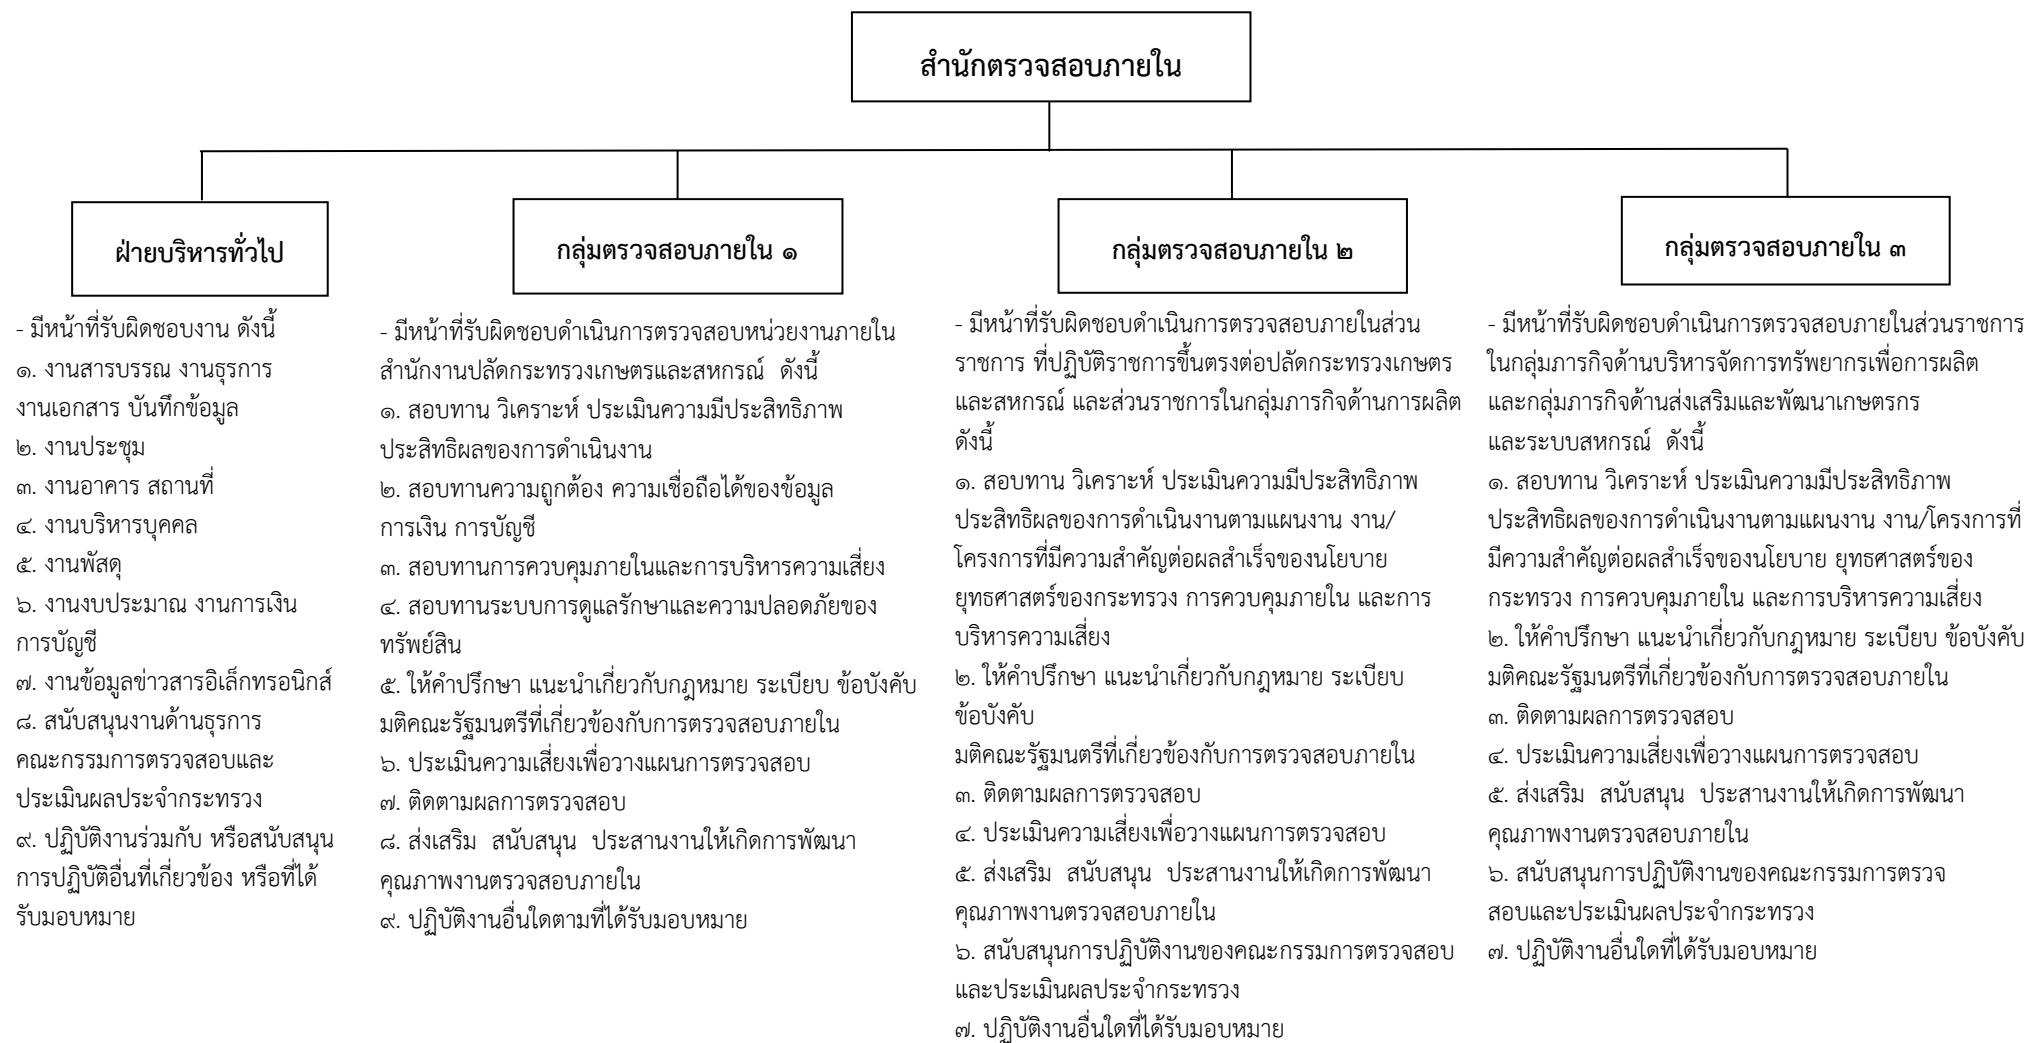 สำนักตรวจสอบภายใน
ฝ่ายบริหารทั่วไป
- มีหน้าที่รับผิดชอบงาน ดังนี้
๑. งานสารบรรณ งานธุรการ
งานเอกสาร บันทึกข้อมูล
๒. งานประชุม
๓. งานอาคาร สถานที่
๔. งานบริหารบุคคล
๕. งานพัสดุ
๖. งานงบประมาณ งานการเงิน
การบัญชี
๗. งานข้อมูลข่าวสารอิเล็กทรอนิกส์
๘. สนับสนุนงานด้านธุรการ
คณะกรรมการตรวจสอบและ
ประเมินผลประจำกระทรวง
๙. ปฏิบัติงานร่วมกับ หรือสนับสนุน
การปฏิบัติอื่นที่เกี่ยวข้อง หรือที่ได้
รับมอบหมาย
กลุ่มตรวจสอบภายใน ๑
- มีหน้าที่รับผิดชอบดำเนินการตรวจสอบหน่วยงานภายใน
สำนักงานปลัดกระทรวงเกษตรและสหกรณ์ ดังนี้
๑. สอบทาน วิเคราะห์ ประเมินความมีประสิทธิภาพ
ประสิทธิผลของการดำเนินงาน
๒. สอบทานความถูกต้อง ความเชื่อถือได้ของข้อมูล
การเงิน การบัญชี
๓. สอบทานการควบคุมภายในและการบริหารความเสี่ยง
๔. สอบทานระบบการดูแลรักษาและความปลอดภัยของ
ทรัพย์สิน
๕. ให้คำปรึกษา แนะนำเกี่ยวกับกฎหมาย ระเบียบ ข้อบังคับ
มติคณะรัฐมนตรีที่เกี่ยวข้องกับการตรวจสอบภายใน
๖. ประเมินความเสี่ยงเพื่อวางแผนการตรวจสอบ
๗. ติดตามผลการตรวจสอบ
๘. ส่งเสริม สนับสนุน ประสานงานให้เกิดการพัฒนา
คุณภาพงานตรวจสอบภายใน
๙. ปฏิบัติงานอื่นใดตามที่ได้รับมอบหมาย
กลุ่มตรวจสอบภายใน ๒
- มีหน้าที่รับผิดชอบดำเนินการตรวจสอบภายในส่วน
ราชการ ที่ปฏิบัติราชการขึ้นตรงต่อปลัดกระทรวงเกษตร
และสหกรณ์ และส่วนราชการในกลุ่มภารกิจด้านการผลิต
ดังนี้
๑. สอบทาน วิเคราะห์ ประเมินความมีประสิทธิภาพ
ประสิทธิผลของการดำเนินงานตามแผนงาน งาน/
โครงการที่มีความสำคัญต่อผลสำเร็จของนโยบาย
ยุทธศาสตร์ของกระทรวง การควบคุมภายใน และการ
บริหารความเสี่ยง
๒. ให้คำปรึกษา แนะนำเกี่ยวกับกฎหมาย ระเบียบ
ข้อบังคับ
มติคณะรัฐมนตรีที่เกี่ยวข้องกับการตรวจสอบภายใน
๓. ติดตามผลการตรวจสอบ
๔. ประเมินความเสี่ยงเพื่อวางแผนการตรวจสอบ
๕. ส่งเสริม สนับสนุน ประสานงานให้เกิดการพัฒนา
คุณภาพงานตรวจสอบภายใน
๖. สนับสนุนการปฏิบัติงานของคณะกรรมการตรวจสอบ
และประเมินผลประจำกระทรวง
๗. ปฏิบัติงานอื่นใดที่ได้รับมอบหมาย
กลุ่มตรวจสอบภายใน ๓
- มีหน้าที่รับผิดชอบดำเนินการตรวจสอบภายในส่วนราชการ
ในกลุ่มภารกิจด้านบริหารจัดการทรัพยากรเพื่อการผลิต
และกลุ่มภารกิจด้านส่งเสริมและพัฒนาเกษตรกร
และระบบสหกรณ์ ดังนี้
๑. สอบทาน วิเคราะห์ ประเมินความมีประสิทธิภาพ
ประสิทธิผลของการดำเนินงานตามแผนงาน งาน/โครงการที่
มีความสำคัญต่อผลสำเร็จของนโยบาย ยุทธศาสตร์ของ
กระทรวง การควบคุมภายใน และการบริหารความเสี่ยง
๒. ให้คำปรึกษา แนะนำเกี่ยวกับกฎหมาย ระเบียบ ข้อบังคับ
มติคณะรัฐมนตรีที่เกี่ยวข้องกับการตรวจสอบภายใน
๓. ติดตามผลการตรวจสอบ
๔. ประเมินความเสี่ยงเพื่อวางแผนการตรวจสอบ
๕. ส่งเสริม สนับสนุน ประสานงานให้เกิดการพัฒนา
คุณภาพงานตรวจสอบภายใน
๖. สนับสนุนการปฏิบัติงานของคณะกรรมการตรวจ
สอบและประเมินผลประจำกระทรวง
๗. ปฏิบัติงานอื่นใดที่ได้รับมอบหมาย